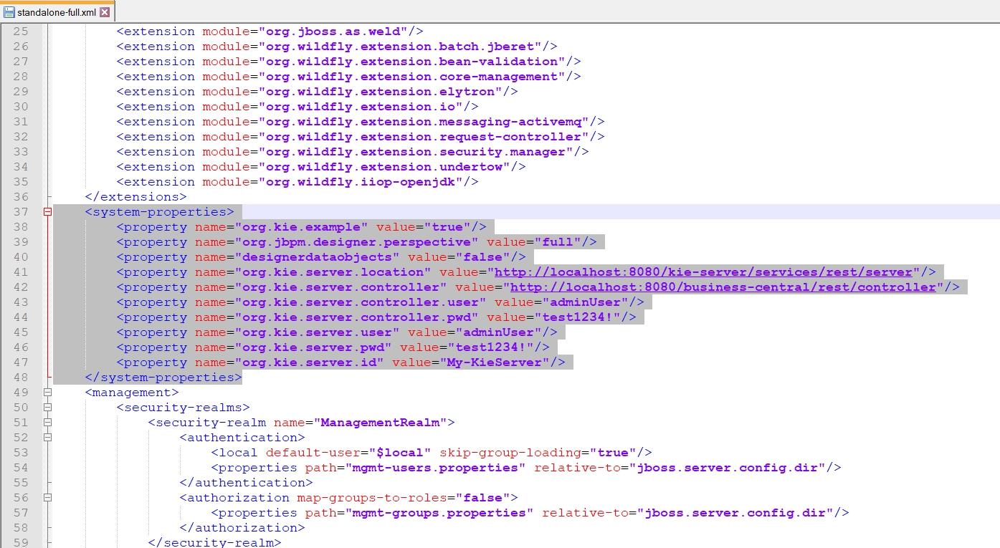 standalone-full.xml
25 <extension module="org.jboss.as.weld"/>
26 <extension module="org.wildfly.extension.batch.jberet"/>
27 <extension module="org.wildfly.extension.bean-validation"/>
28 <extension module="org.wildfly.extension.core-management"/>
29 <extension module="org.wildfly.extension.elytron"/>
30 <extension module="org.wildfly.extension.io"/>
31 <extension module="org.wildfly.extension.messaging-activemq"/>
32 <extension module="org.wildfly.extension.request-controller"/>
33 <extension module="org.wildfly.extension.security.manager"/>
34 <extension module="org.wildfly.extension.undertow"/>
35 <extension module="org.wildfly.iiop-openjdk"/>
36 </extensions>
37 <system-properties>
38 <property name="org.kie.example" value="true"/>
39 <property name="org.jbpm.designer.perspective" value="full"/>
40 <property name="designerdataobjects" value="false"/>
41 <property name="org.kie.server.location" value="http://localhost:8080/kie-server/services/rest/server"/>
42 <property name="org.kie.server.controller" value="http://localhost:8080/business-central/rest/controller"/>
43 <property name="org.kie.server.controller.user" value="adminUser"/>
44 <property name="org.kie.server.controller.pwd" value="test1234!"/>
45 <property name="org.kie.server.user" value="adminUser"/>
46 <property name="org.kie.server.pwd" value="test1234!"/>
47 <property name="org.kie.server.id" value="My-KieServer"/>
48 </system-properties>
49 <management>
50 <security-realms>
51 <security-realm name="ManagementRealm">
52 <authentication>
53 <local default-user="$local" skip-group-loading="true"/>
54 <properties path="mgmt-users.properties" relative-to="jboss.server.config.dir"/>
55 </authentication>
56 <authorization map-groups-to-roles="false">
57 <properties path="mgmt-groups.properties" relative-to="jboss.server.config.dir"/>
58 </authorization>
59 </security-realm>